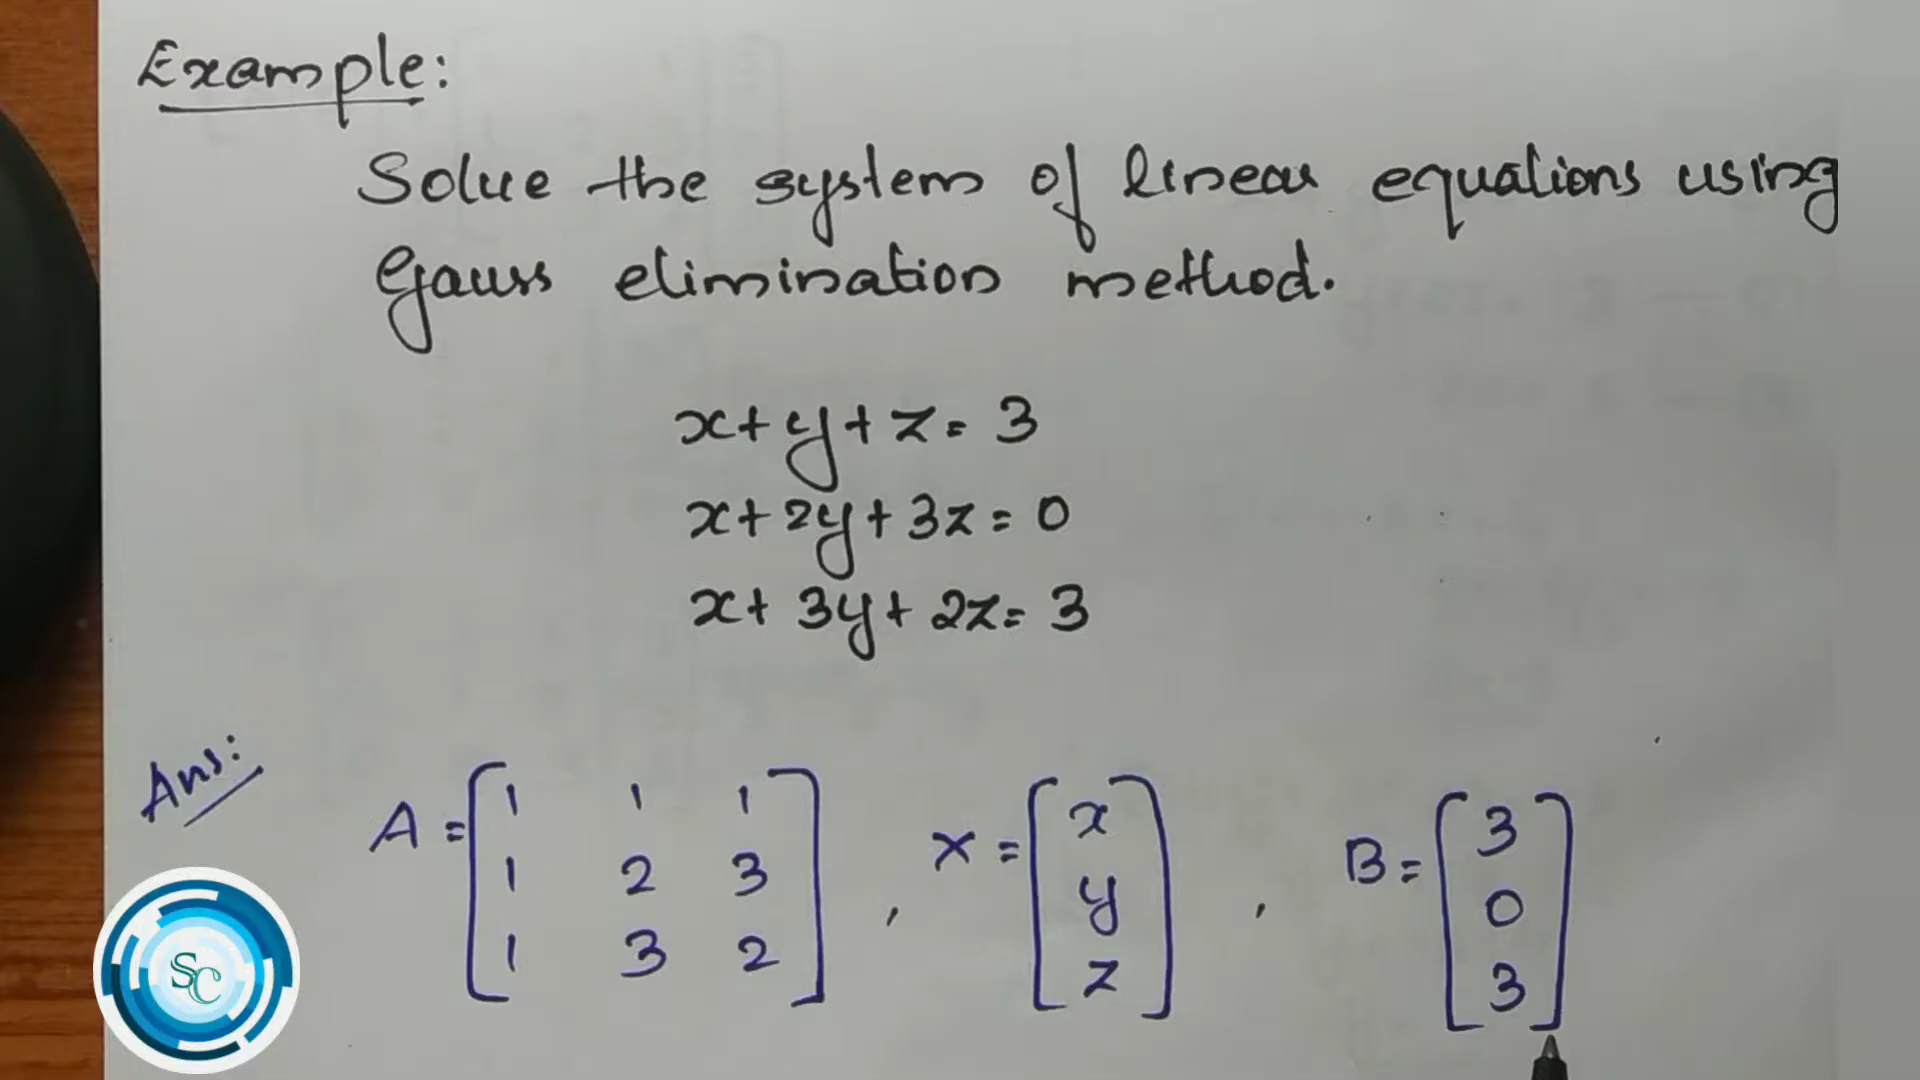 Example:
Solve the system of linear equations using
Gauss elimination method.
x+y+z=3
x+2y+3z=0
x+3y+2z=3
Ans:
A=[1 1 1
1 2 3
1 3 2], X=[x
y
z], B=[3
0
3]
SC